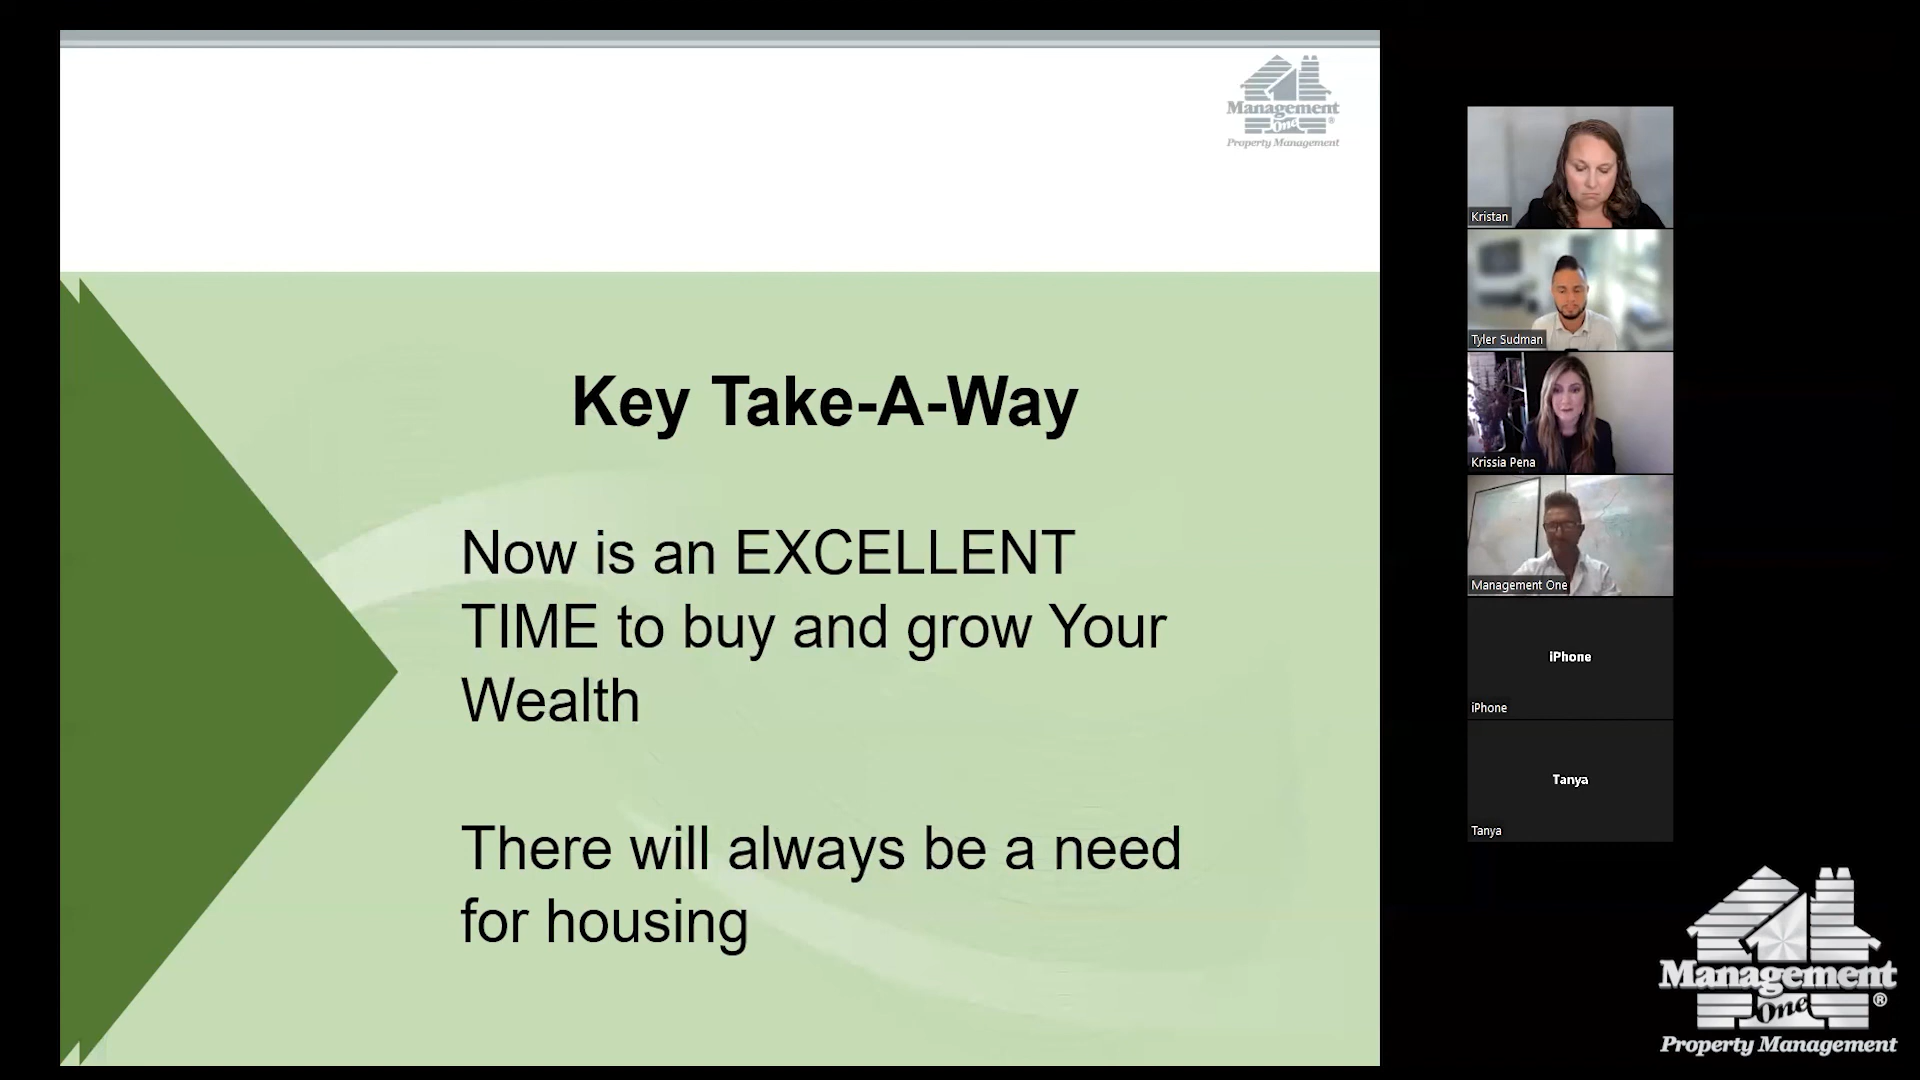 Management
One
®
Property Management
Key Take-A-Way
Now is an EXCELLENT
TIME to buy and grow Your
Wealth
There will always be a need
for housing
Kristan
Tyler Sudman
Krissia Pena
Management One
iPhone
iPhone
Tanya
Tanya
Management
One
®
Property Management